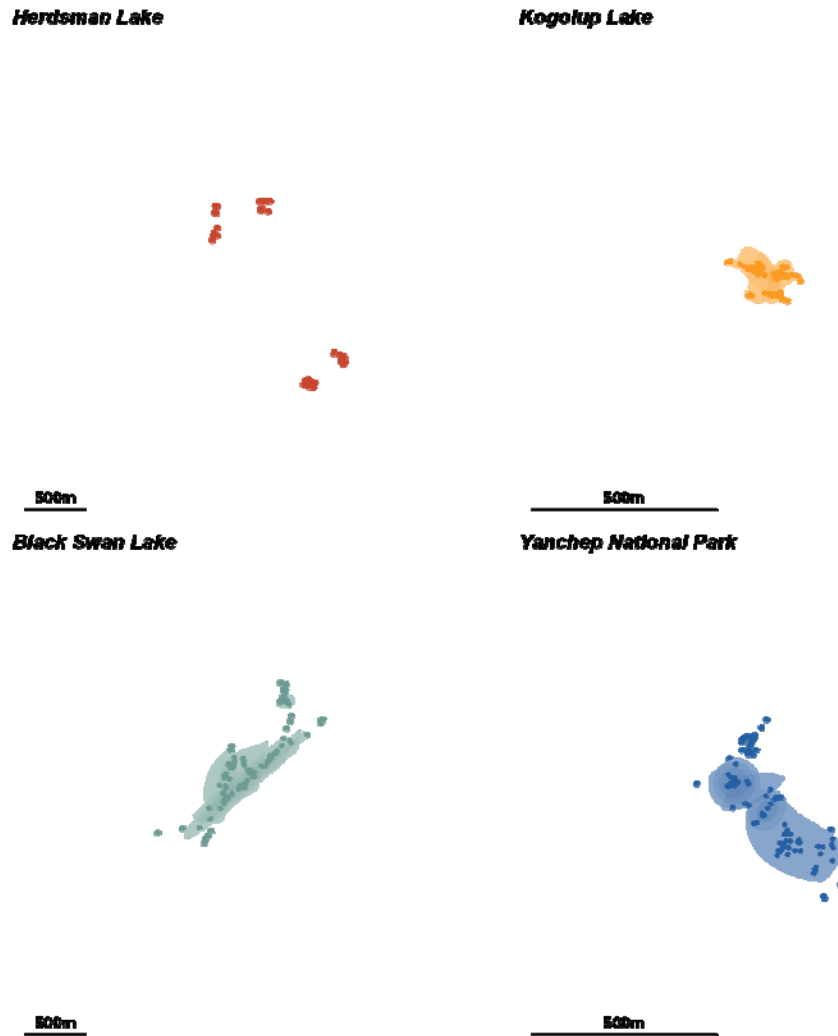 Herdsman Lake
Kogolup Lake
500m
500m
Black Swan Lake
Yanchep National Park
500m
500m